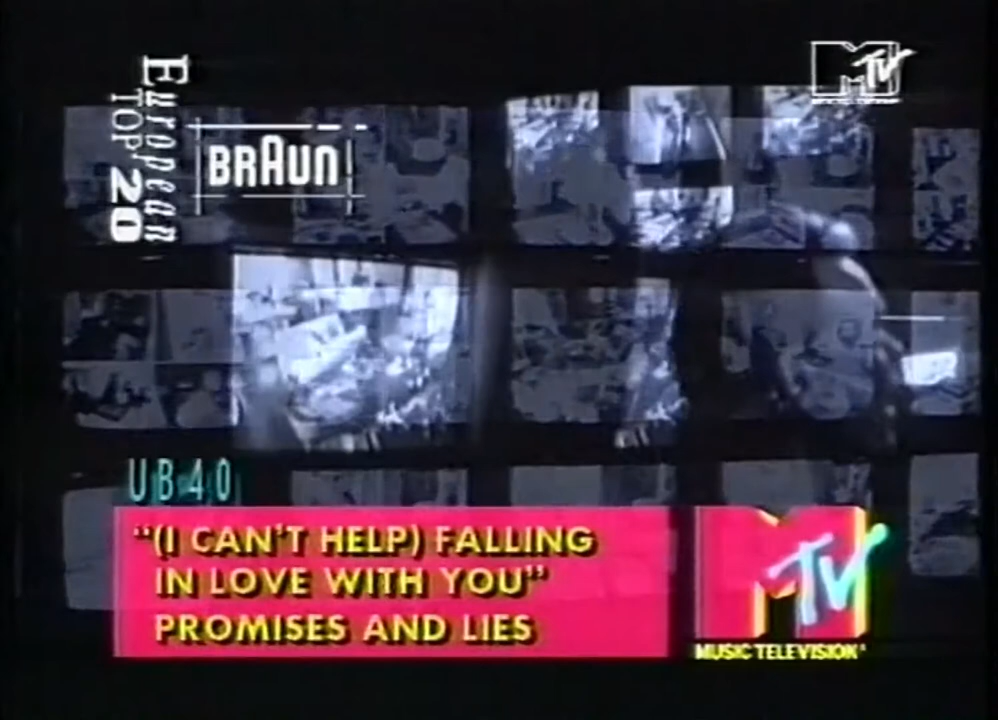 European
TOP 20
BRAUN
MTV
UB40
"(I CAN'T HELP) FALLING
IN LOVE WITH YOU"
PROMISES AND LIES
MTV
MUSIC TELEVISION®